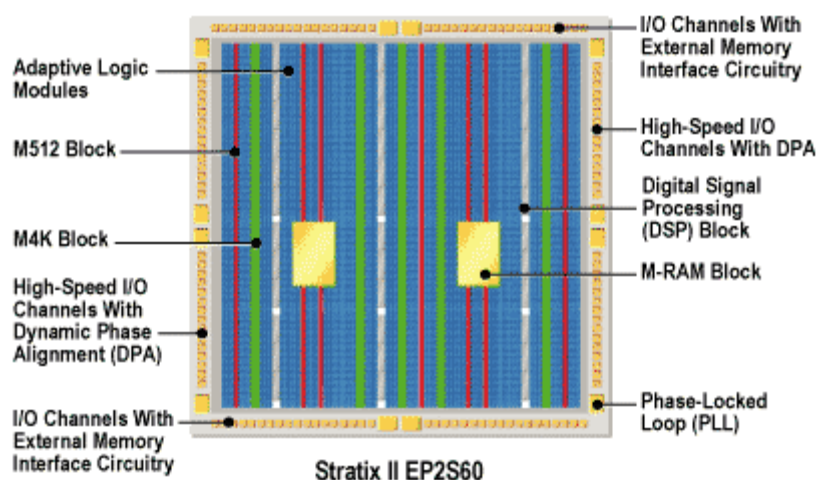 Adaptive Logic
Modules
M512 Block
M4K Block
High-Speed I/O
Channels With
Dynamic Phase
Alignment (DPA)
I/O Channels With
External Memory
Interface Circuitry
I/O Channels With
External Memory
Interface Circuitry
High-Speed I/O
Channels With DPA
Digital Signal
Processing
(DSP) Block
M-RAM Block
Phase-Locked
Loop (PLL)
Stratix II EP2S60